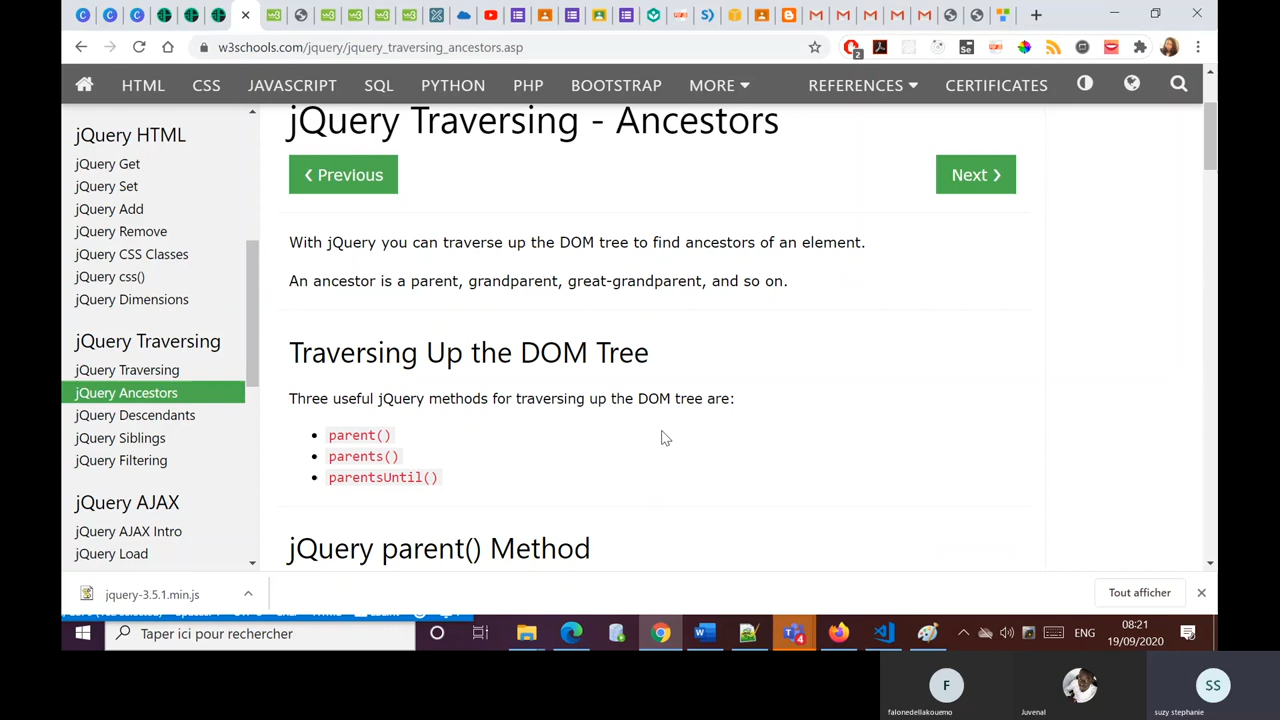 w3schools.com/jquery/jquery_traversing_ancestors.asp
2
HTML CSS JAVASCRIPT SQL PYTHON PHP BOOTSTRAP MORE REFERENCES CERTIFICATES
jQuery HTML
jQuery Get
jQuery Set
jQuery Add
jQuery Remove
jQuery CSS Classes
jQuery css()
jQuery Dimensions
jQuery Traversing
jQuery Traversing
jQuery Ancestors
jQuery Descendants
jQuery Siblings
jQuery Filtering
jQuery AJAX
jQuery AJAX Intro
jQuery Load
jQuery Traversing - Ancestors
❮ Previous
Next ❯
With jQuery you can traverse up the DOM tree to find ancestors of an element.
An ancestor is a parent, grandparent, great-grandparent, and so on.
Traversing Up the DOM Tree
Three useful jQuery methods for traversing up the DOM tree are:
• parent()
• parents()
• parentsUntil()
jQuery parent() Method
jquery-3.5.1.min.js
Tout afficher
Taper ici pour rechercher
4
ENG
08:21
19/09/2020
F
SS
falonedellakouemo
Juvenal
suzy stephanie